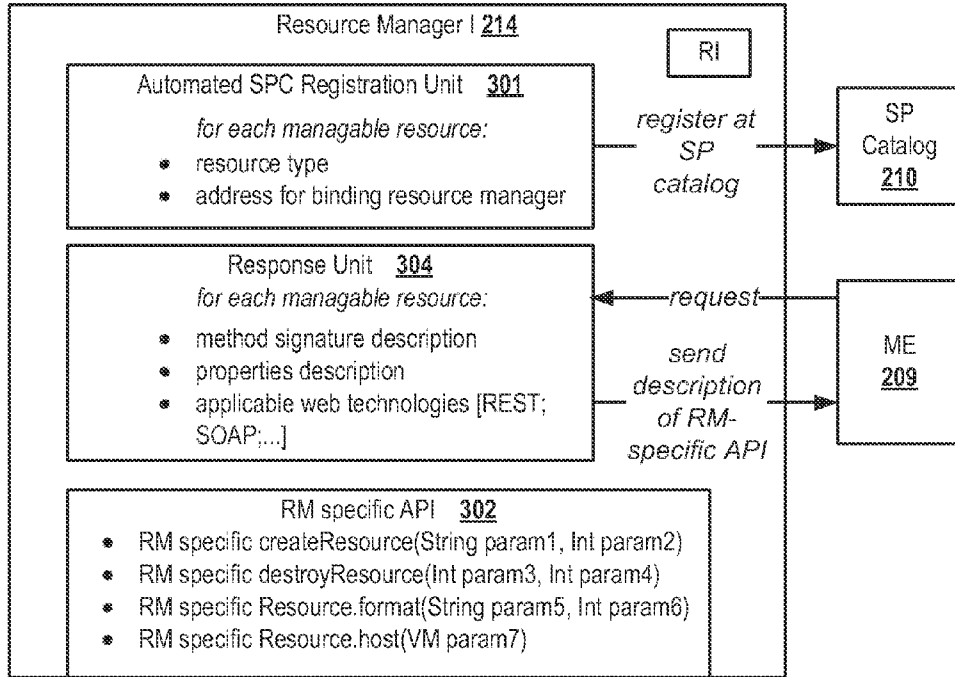 Resource Manager I 214
RI
Automated SPC Registration Unit 301
for each managable resource:
• resource type
• address for binding resource manager
register at
SP
catalog
SP
Catalog
210
Response Unit 304
for each managable resource:
• method signature description
• properties description
• applicable web technologies [REST;
SOAP;...]
request
send
description
of RM-
specific API
ME
209
RM specific API 302
• RM specific createResource(String param1, Int param2)
• RM specific destroyResource(Int param3, Int param4)
• RM specific Resource.format(String param5, Int param6)
• RM specific Resource.host(VM param7)